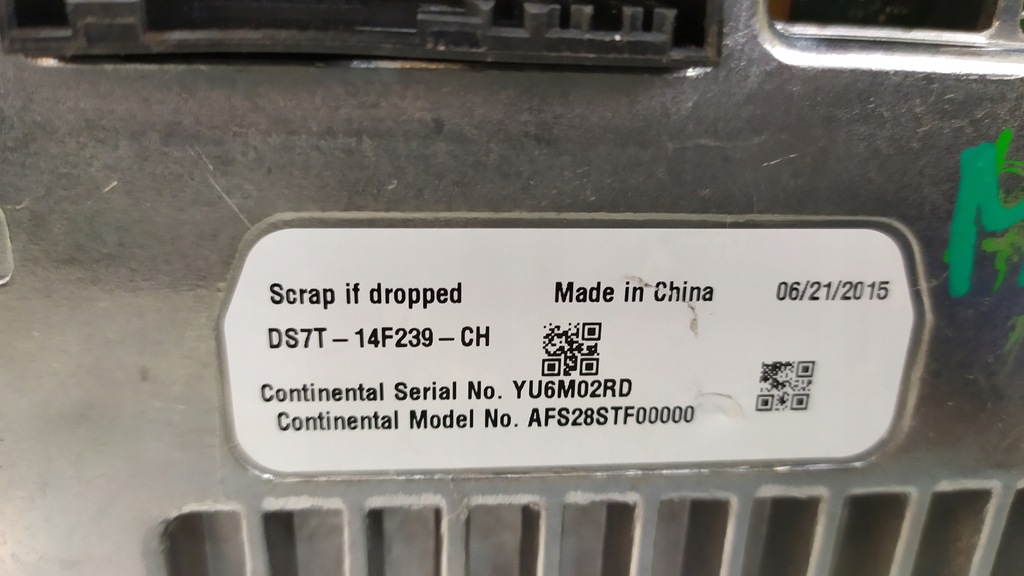 Scrap if dropped Made in China 06/21/2015
DS7T-14F239-CH
Continental Serial No. YU6M02RD
Continental Model No. AFS28STF00000